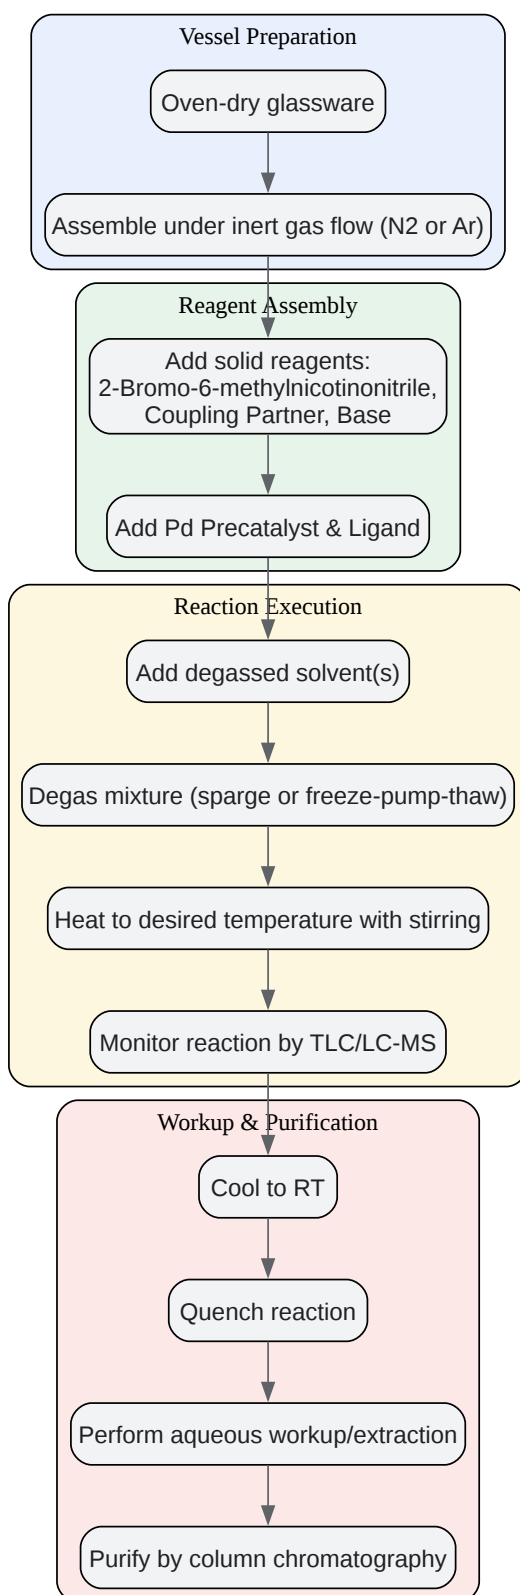 Vessel Preparation
Oven-dry glassware
Assemble under inert gas flow (N2 or Ar)
Reagent Assembly
Add solid reagents:
2-Bromo-6-methylnicotinonitrile,
Coupling Partner, Base
Add Pd Precatalyst & Ligand
Reaction Execution
Add degassed solvent(s)
Degas mixture (sparge or freeze-pump-thaw)
Heat to desired temperature with stirring
Monitor reaction by TLC/LC-MS
Workup & Purification
Cool to RT
Quench reaction
Perform aqueous workup/extraction
Purify by column chromatography